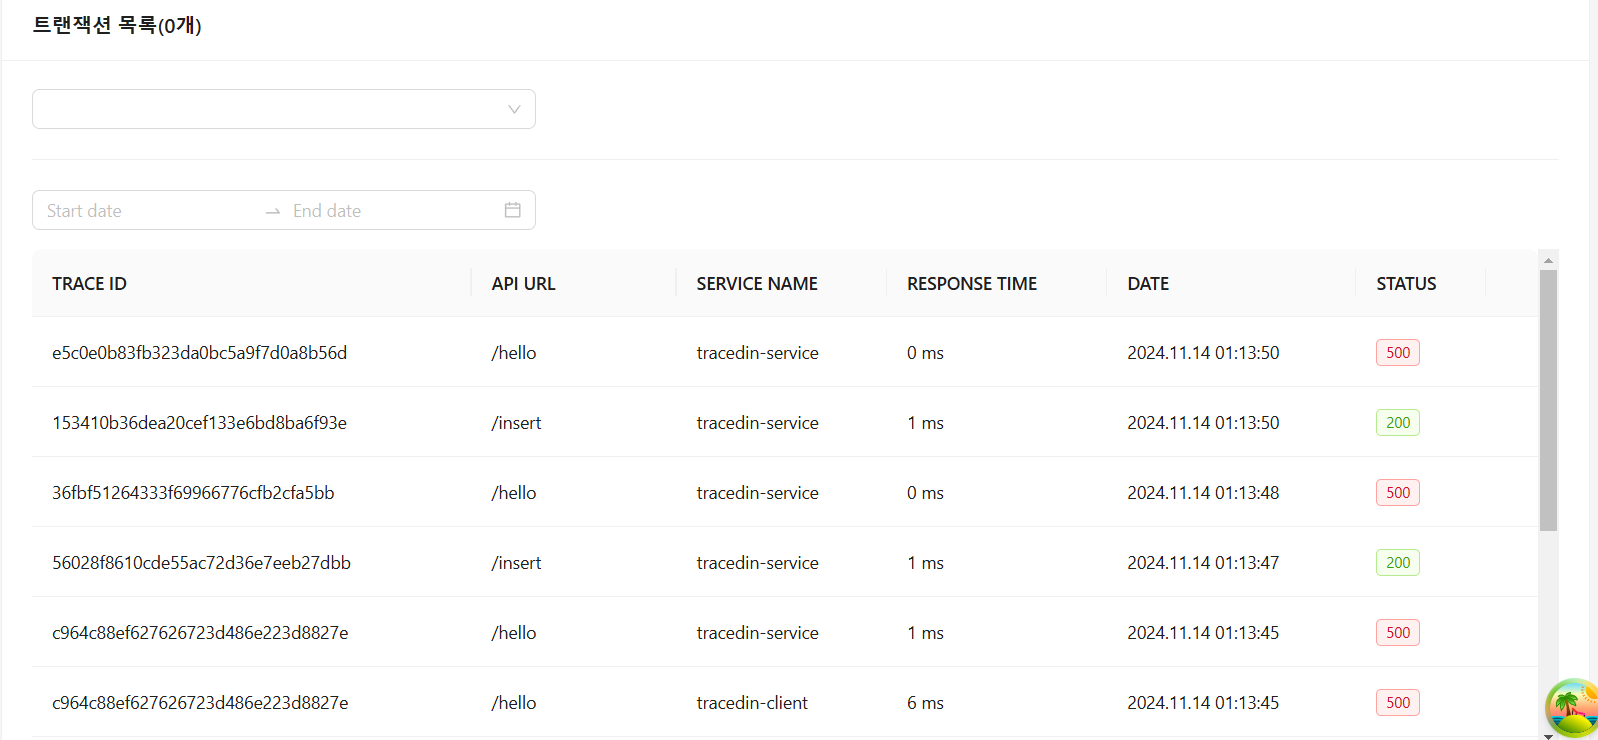 트랜잭션 목록(0개)
Start date → End date
TRACE ID API URL SERVICE NAME RESPONSE TIME DATE STATUS
e5c0e0b83fb323da0bc5a9f7d0a8b56d /hello tracedin-service 0 ms 2024.11.14 01:13:50 500
153410b36dea20cef133e6bd8ba6f93e /insert tracedin-service 1 ms 2024.11.14 01:13:50 200
36fbf51264333f69966776cfb2cfa5bb /hello tracedin-service 0 ms 2024.11.14 01:13:48 500
56028f8610cde55ac72d36e7eeb27dbb /insert tracedin-service 1 ms 2024.11.14 01:13:47 200
c964c88ef627626723d486e223d8827e /hello tracedin-service 1 ms 2024.11.14 01:13:45 500
c964c88ef627626723d486e223d8827e /hello tracedin-client 6 ms 2024.11.14 01:13:45 500